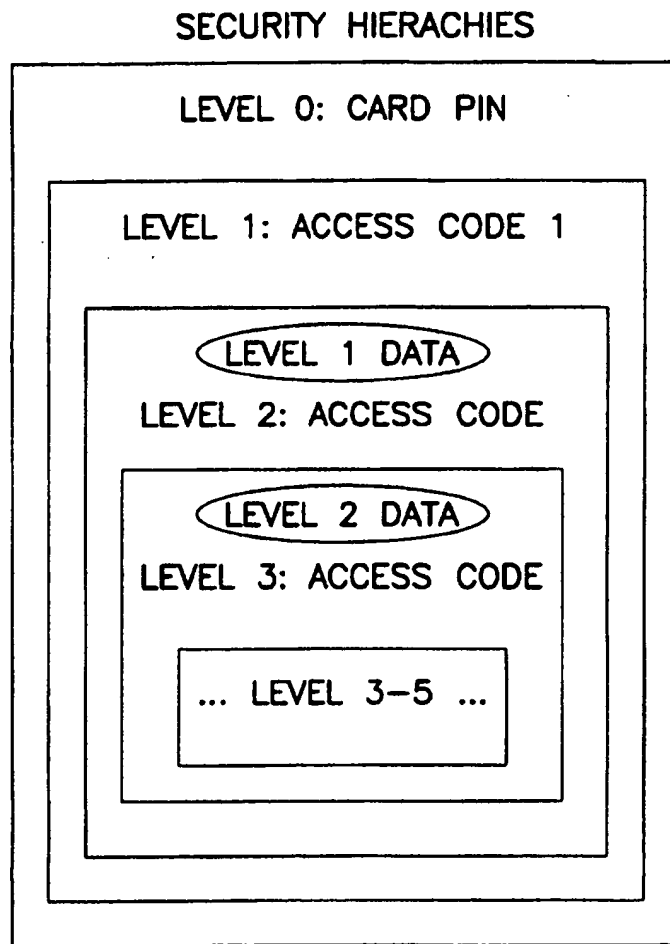 SECURITY HIERACHIES
LEVEL 0: CARD PIN
LEVEL 1: ACCESS CODE 1
LEVEL 1 DATA
LEVEL 2: ACCESS CODE
LEVEL 2 DATA
LEVEL 3: ACCESS CODE
... LEVEL 3-5 ...